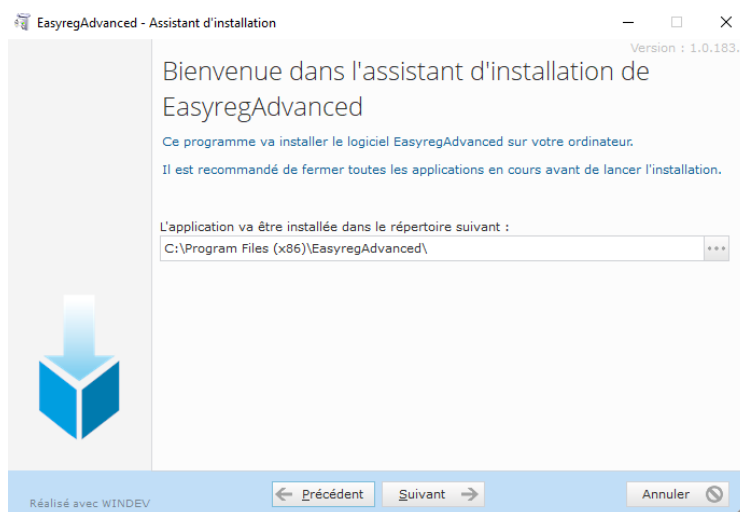 EasyregAdvanced - Assistant d'installation
Version : 1.0.183.
Bienvenue dans l'assistant d'installation de
EasyregAdvanced
Ce programme va installer le logiciel EasyregAdvanced sur votre ordinateur.
Il est recommandé de fermer toutes les applications en cours avant de lancer l'installation.
L'application va être installée dans le répertoire suivant :
C:\Program Files (x86)\EasyregAdvanced\
Réalisé avec WINDEV
Précédent
Suivant
Annuler